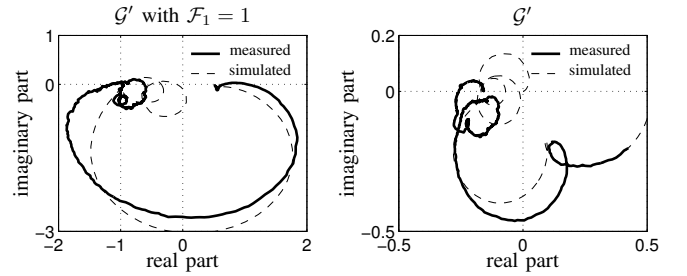 𝒢′ with ℱ₁ = 1
1
0
−3
−2
−1
0
1
2
imaginary part
real part
measured
simulated
𝒢′
0.2
0
−0.5
−0.5
0
0.5
imaginary part
real part
measured
simulated